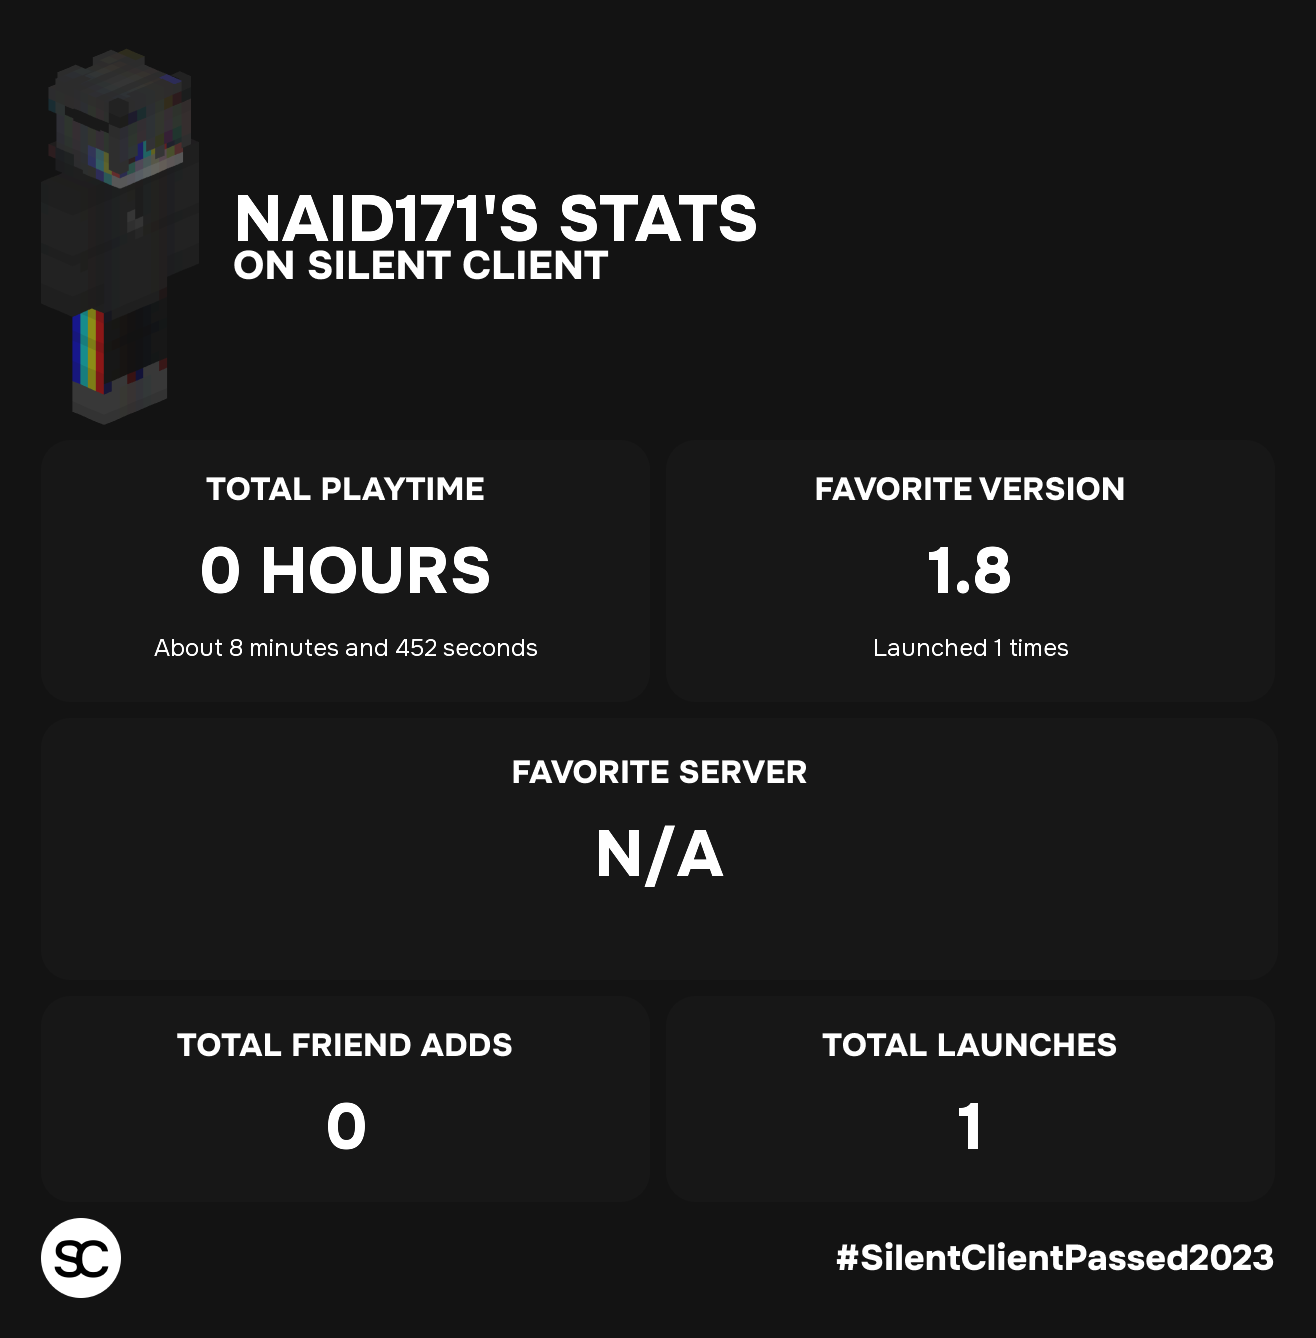 NAID171'S STATS
ON SILENT CLIENT
TOTAL PLAYTIME
0 HOURS
About 8 minutes and 452 seconds
FAVORITE VERSION
1.8
Launched 1 times
FAVORITE SERVER
N/A
TOTAL FRIEND ADDS
0
TOTAL LAUNCHES
1
SC
#SilentClientPassed2023